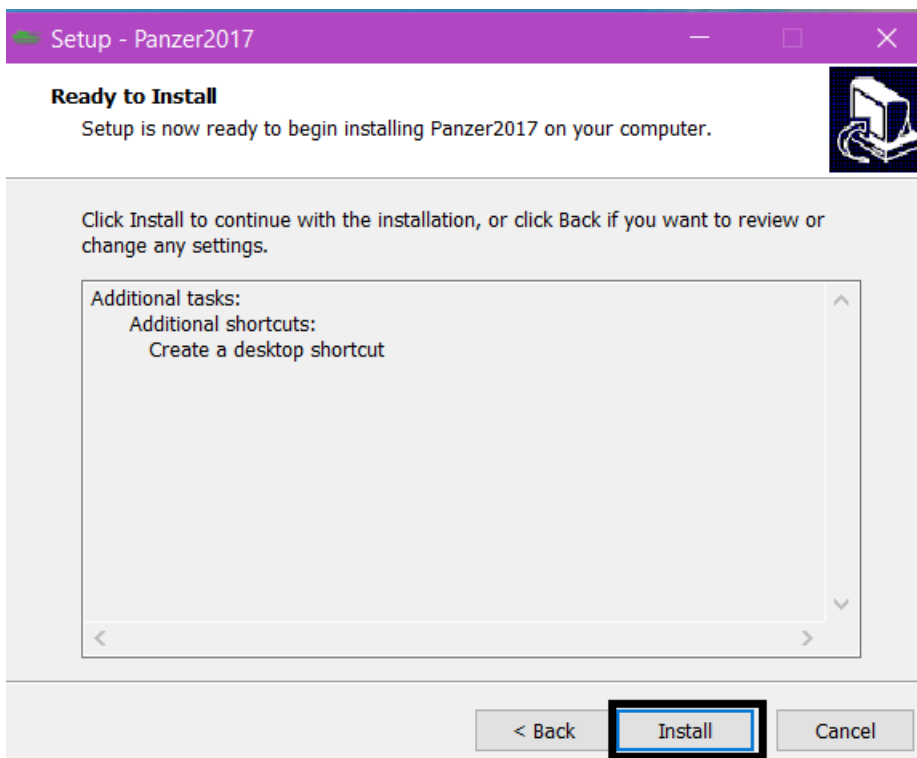 Setup - Panzer2017
Ready to Install
Setup is now ready to begin installing Panzer2017 on your computer.
Click Install to continue with the installation, or click Back if you want to review or
change any settings.
Additional tasks:
Additional shortcuts:
Create a desktop shortcut
< Back Install Cancel